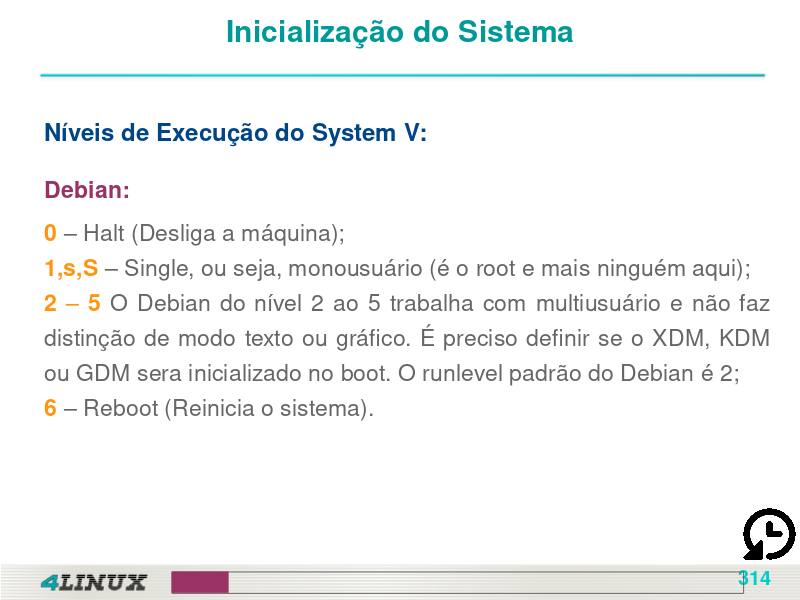 Inicialização do Sistema
Níveis de Execução do System V:
Debian:
0 – Halt (Desliga a máquina);
1,s,S – Single, ou seja, monousuário (é o root e mais ninguém aqui);
2 – 5 O Debian do nível 2 ao 5 trabalha com multiusuário e não faz
distinção de modo texto ou gráfico. É preciso definir se o XDM, KDM
ou GDM sera inicializado no boot. O runlevel padrão do Debian é 2;
6 – Reboot (Reinicia o sistema).
4LINUX
314